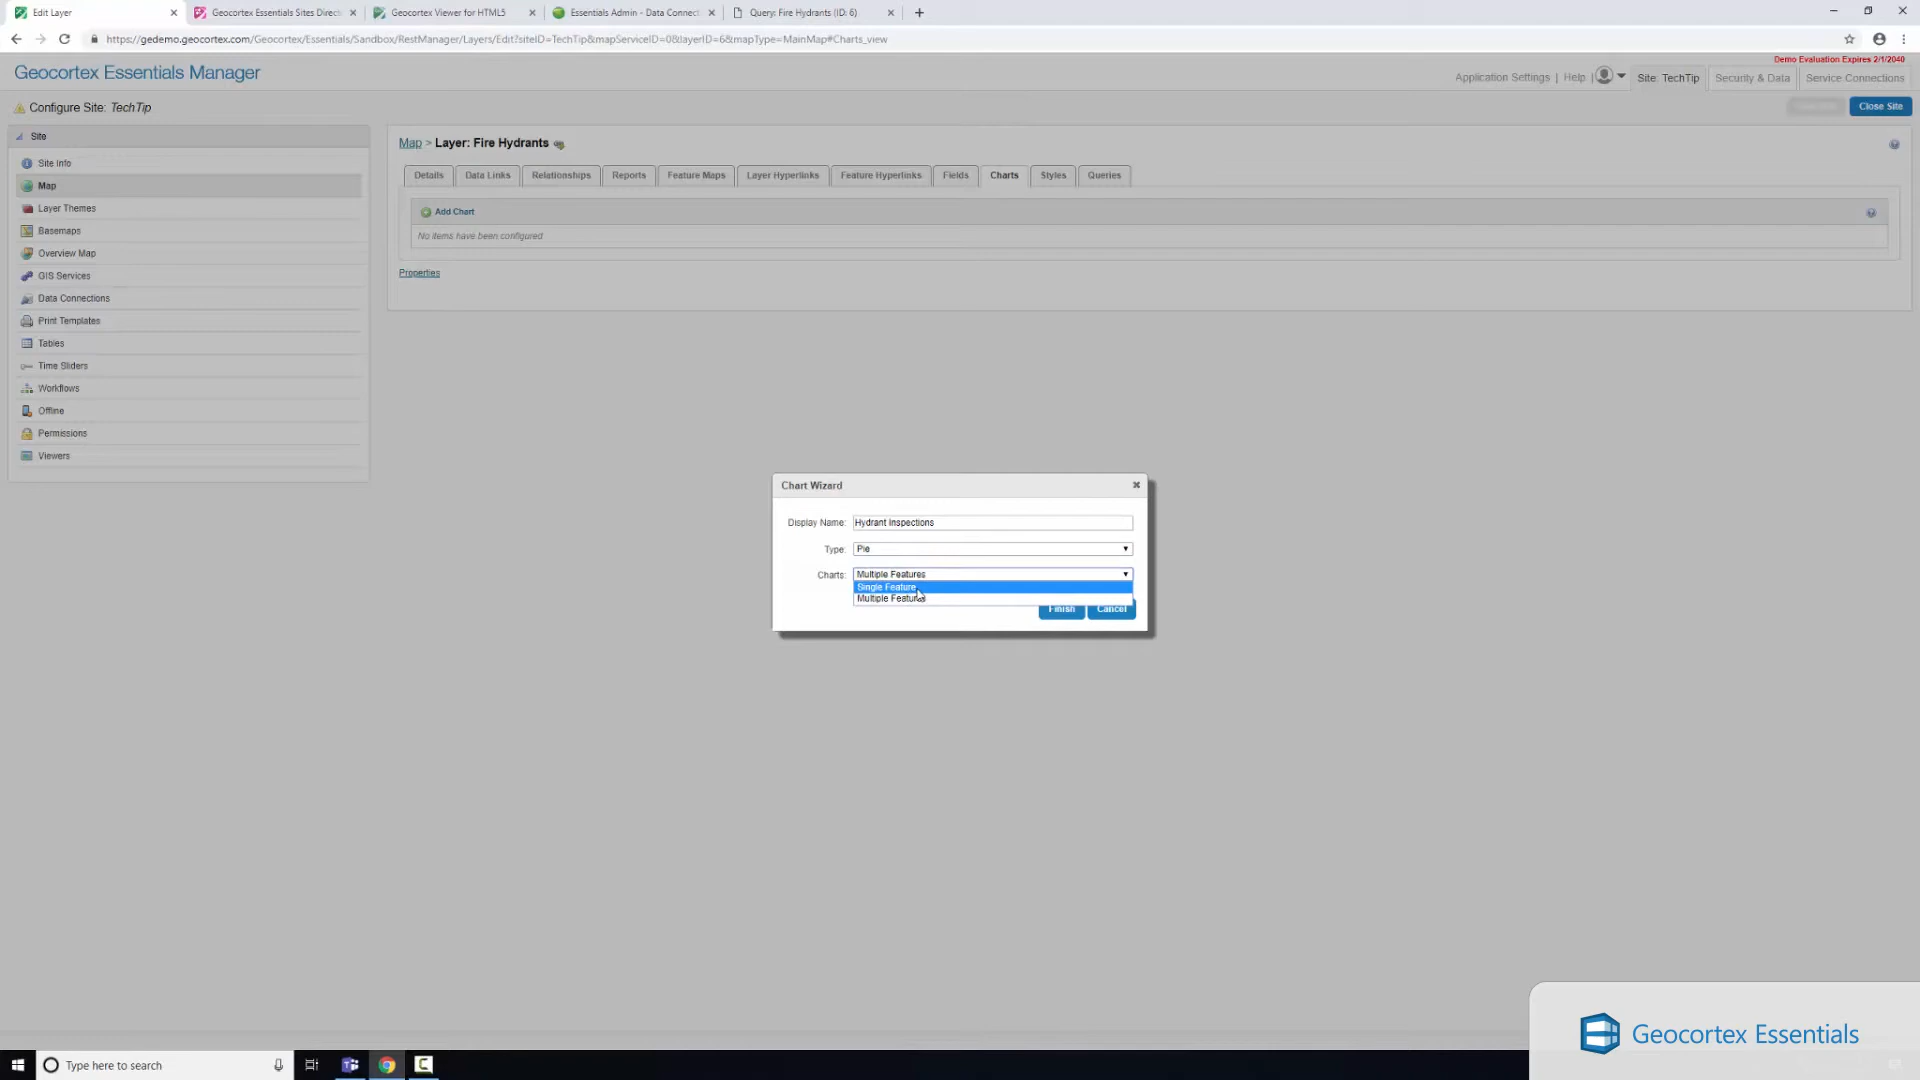 Edit Layer
Geocortex Essentials Sites Direct
Geocortex Viewer for HTML5
Essentials Admin - Data Connect
Query: Fire Hydrants (ID: 6)
https://gedemo.geocortex.com/Geocortex/Essentials/Sandbox/RestManager/Layers/Edit?siteID=TechTip&mapServiceID=0&layerID=6&mapType=MainMap#Charts_view
Demo Evaluation Expires 2/1/2040
Geocortex Essentials Manager
Application Settings | Help |
Site: TechTip
Security & Data
Service Connections
Configure Site: TechTip
Close Site
Site
Site Info
Map
Layer Themes
Basemaps
Overview Map
GIS Services
Data Connections
Print Templates
Tables
Time Sliders
Workflows
Offline
Permissions
Viewers
Map > Layer: Fire Hydrants
Details
Data Links
Relationships
Reports
Feature Maps
Layer Hyperlinks
Feature Hyperlinks
Fields
Charts
Styles
Queries
Add Chart
No items have been configured
Properties
Chart Wizard
Display Name: Hydrant Inspections
Type: Pie
Charts: Multiple Features
Single Feature
Multiple Features
Finish
Cancel
Type here to search
Geocortex Essentials